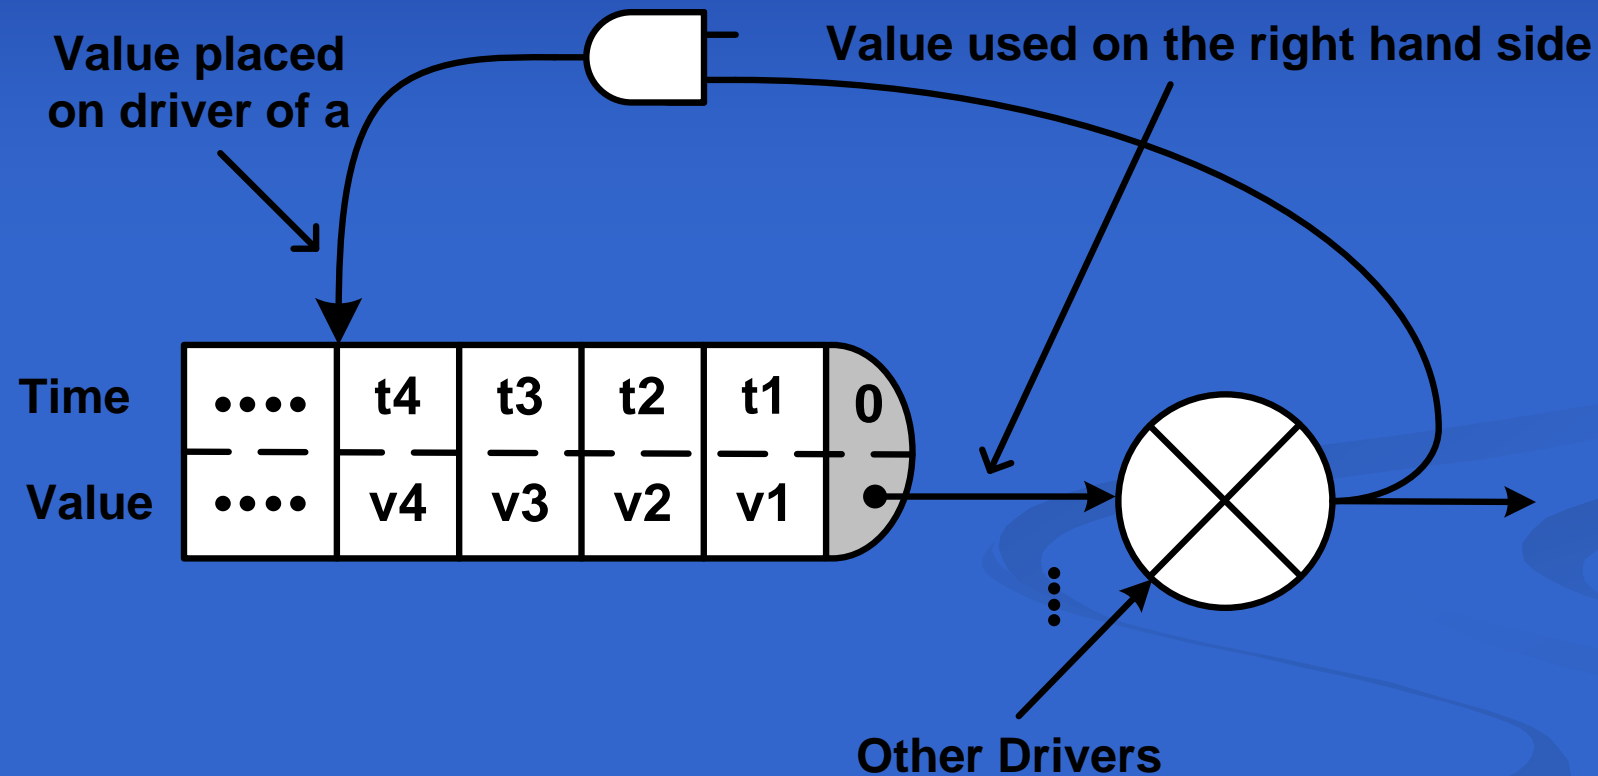 Value placed
on driver of a
Value used on the right hand side
Time •••• t4 t3 t2 t1 0
Value •••• v4 v3 v2 v1
Other Drivers